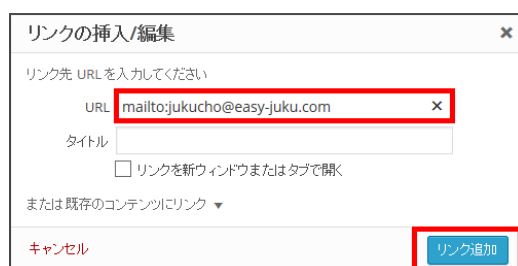 リンクの挿入/編集 ×
リンク先 URLを入力してください
URL mailto:jukucho@easy-juku.com ×
タイトル
リンクを新ウィンドウまたはタブで開く
または既存のコンテンツにリンク ▼
キャンセル リンク追加